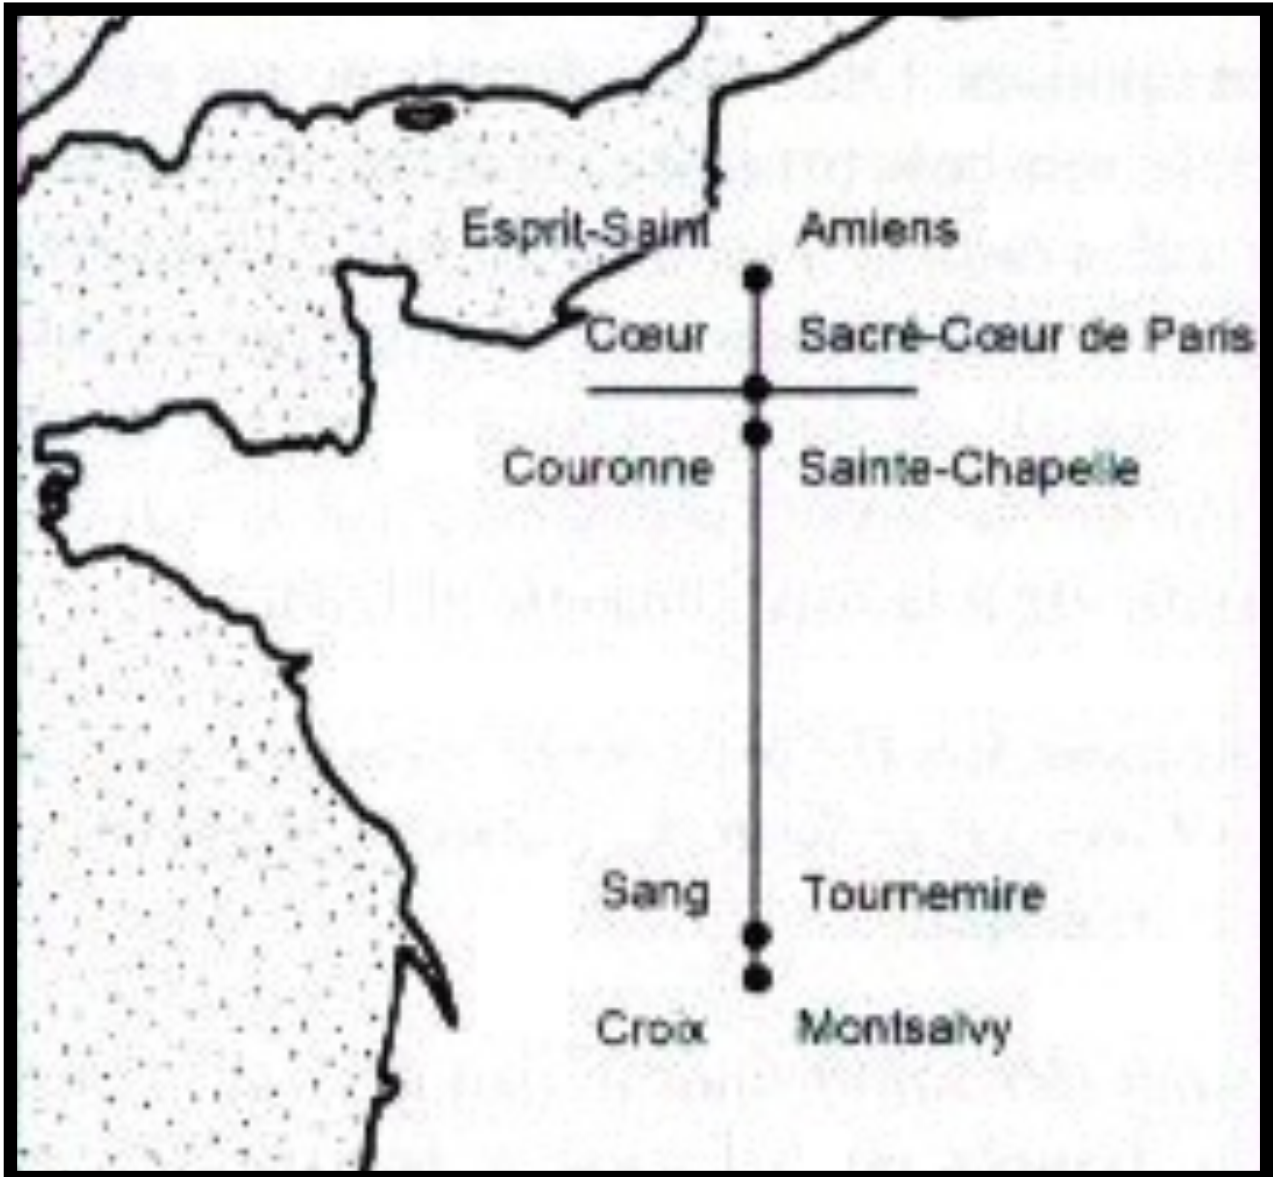 Esprit-Saint Amiens
Cœur Sacré-Cœur de Paris
Couronne Sainte-Chapelle
Sang Tournemire
Croix Montsalvy